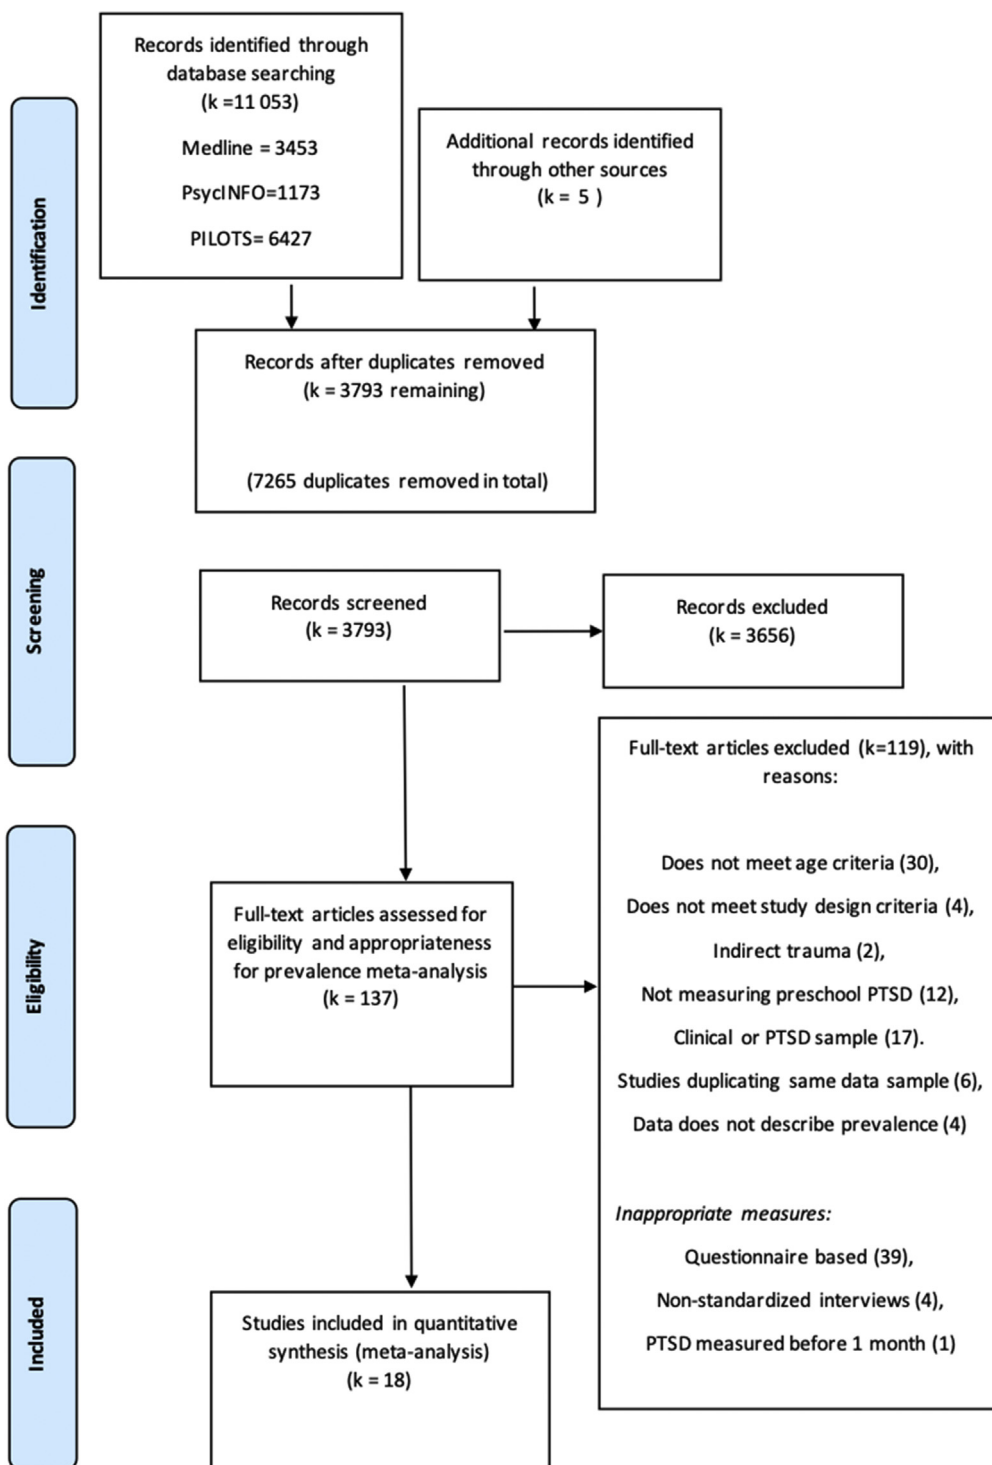 Identification
Records identified through
database searching
(k =11 053)
Medline = 3453
PsycINFO=1173
PILOTS= 6427
Additional records identified
through other sources
(k = 5 )
Records after duplicates removed
(k = 3793 remaining)
(7265 duplicates removed in total)
Screening
Records screened
(k = 3793)
Records excluded
(k = 3656)
Eligibility
Full-text articles assessed for
eligibility and appropriateness
for prevalence meta-analysis
(k = 137)
Full-text articles excluded (k=119), with
reasons:
Does not meet age criteria (30),
Does not meet study design criteria (4),
Indirect trauma (2),
Not measuring preschool PTSD (12),
Clinical or PTSD sample (17).
Studies duplicating same data sample (6),
Data does not describe prevalence (4)
Inappropriate measures:
Questionnaire based (39),
Non-standardized interviews (4),
PTSD measured before 1 month (1)
Included
Studies included in quantitative
synthesis (meta-analysis)
(k = 18)